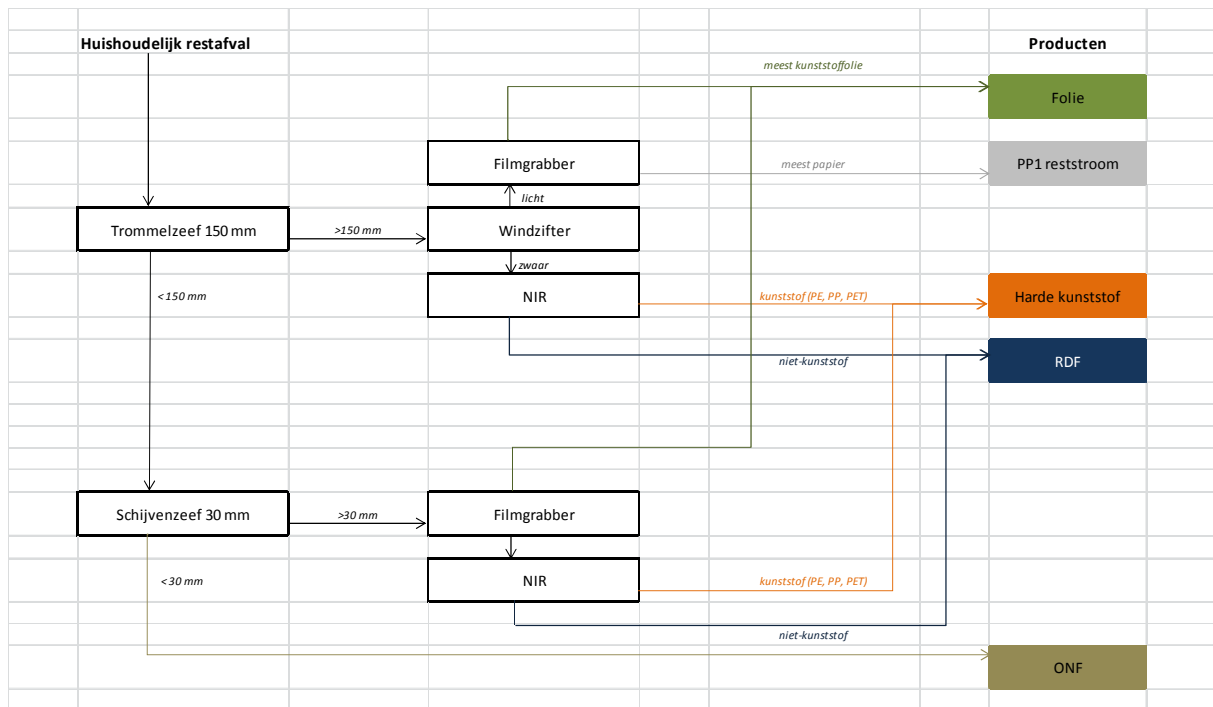 Huishoudelijk restafval
Producten
meest kunststoffolie
Folie
Filmgrabber
meest papier
PP1 reststroom
licht
Trommelzeef 150 mm
>150 mm
Windzifter
zwaar
<150 mm
NIR
kunststof (PE, PP, PET)
Harde kunststof
niet-kunststof
RDF
Schijvenzeef 30 mm
>30 mm
Filmgrabber
<30 mm
NIR
kunststof (PE, PP, PET)
niet-kunststof
ONF